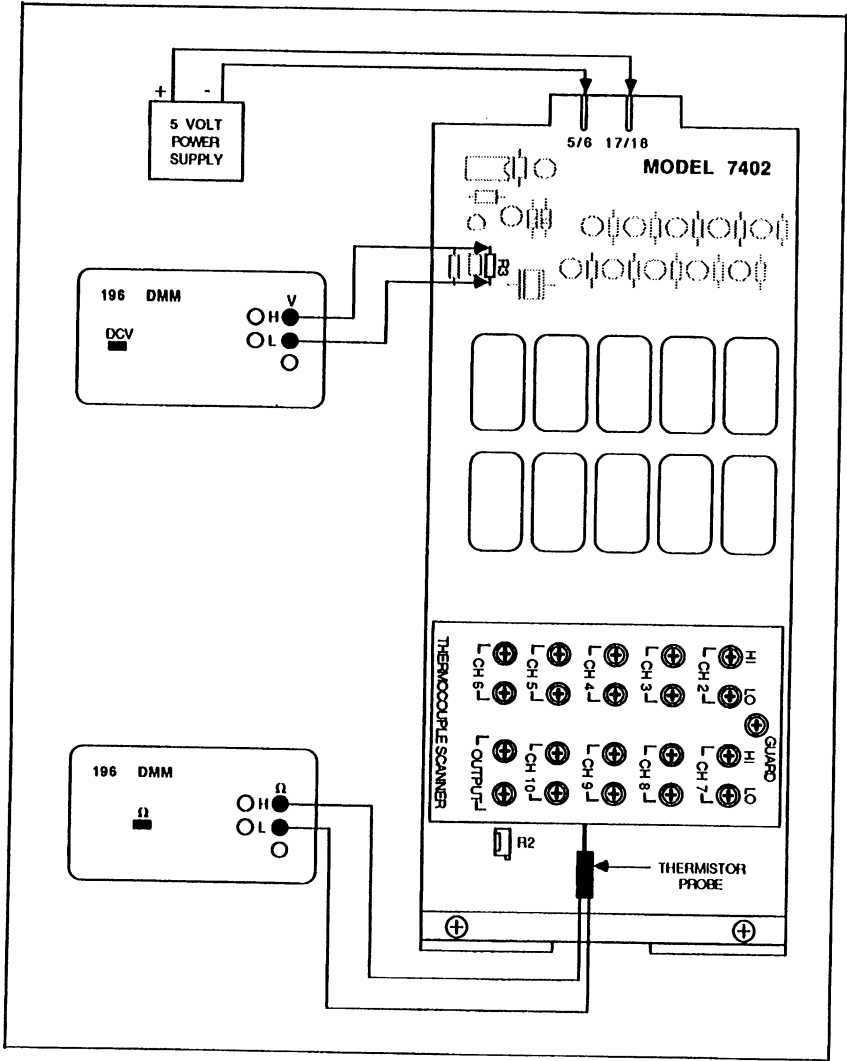 + -
5 VOLT
POWER
SUPPLY
5/6 17/18
MODEL 7402
R3
196 DMM
V
DCV
H
L
THERMOCOUPLE SCANNER
CH 6
CH 5
CH 4
CH 3
CH 2
HI
LO
GUARD
OUTPUT
CH 10
CH 9
CH 8
CH 7
HI
LO
196 DMM
Ω
Ω
H
L
R2
THERMISTOR
PROBE